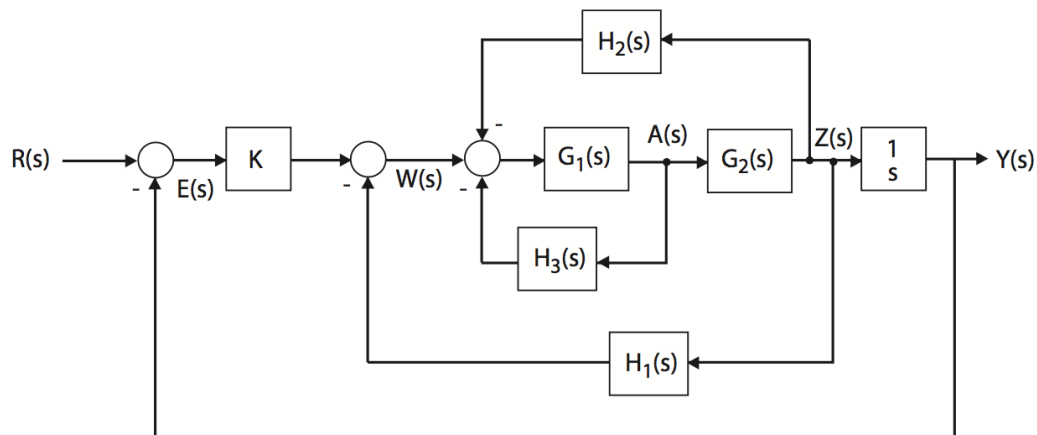 H2(s)
-
R(s)
K
G1(s)
A(s)
G2(s)
Z(s)
1
s
Y(s)
-
E(s)
-
W(s)
-
H3(s)
H1(s)